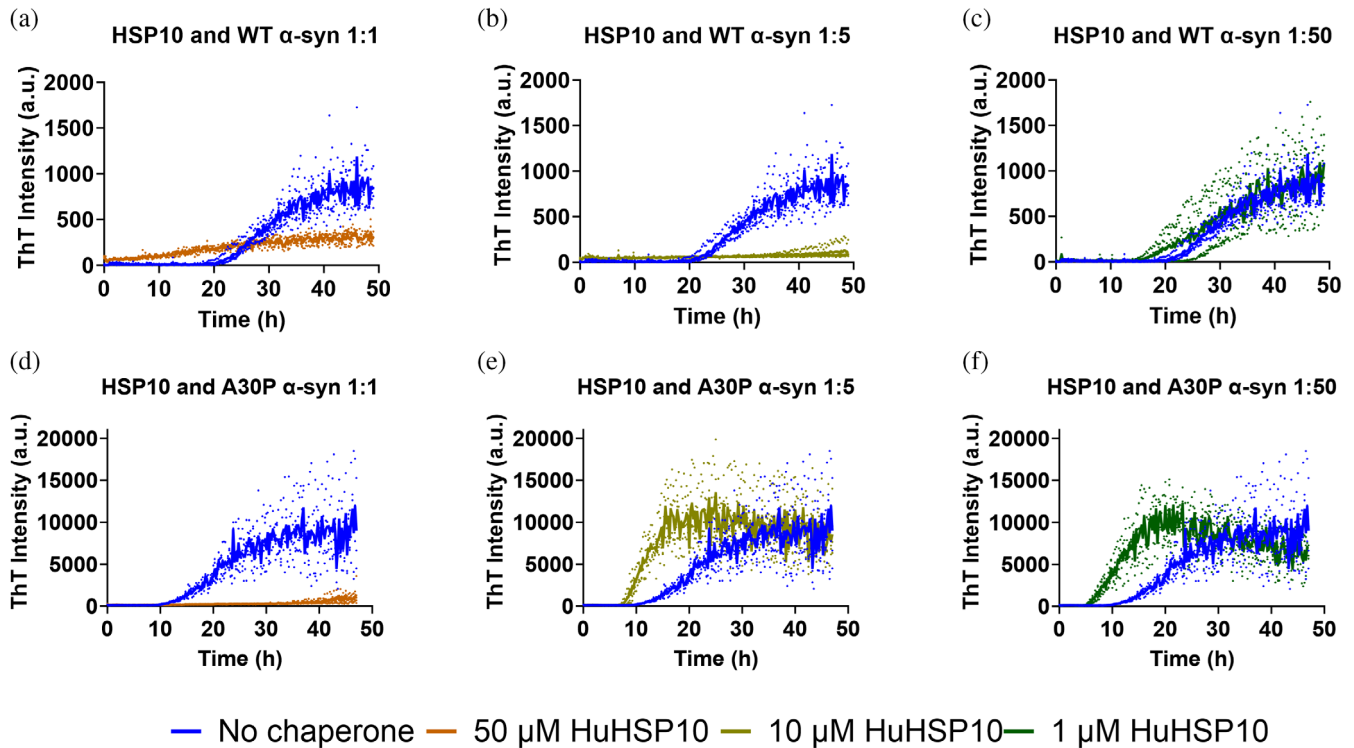 (a)
HSP10 and WT α-syn 1:1
ThT Intensity (a.u.)
2000
1500
1000
500
0
0 10 20 30 40 50
Time (h)
(b)
HSP10 and WT α-syn 1:5
ThT Intensity (a.u.)
2000
1500
1000
500
0
0 10 20 30 40 50
Time (h)
(c)
HSP10 and WT α-syn 1:50
ThT Intensity (a.u.)
2000
1500
1000
500
0
0 10 20 30 40 50
Time (h)
(d)
HSP10 and A30P α-syn 1:1
ThT Intensity (a.u.)
20000
15000
10000
5000
0
0 10 20 30 40 50
Time (h)
(e)
HSP10 and A30P α-syn 1:5
ThT Intensity (a.u.)
20000
15000
10000
5000
0
0 10 20 30 40 50
Time (h)
(f)
HSP10 and A30P α-syn 1:50
ThT Intensity (a.u.)
20000
15000
10000
5000
0
0 10 20 30 40 50
Time (h)
No chaperone 50 µM HuHSP10 10 µM HuHSP10 1 µM HuHSP10